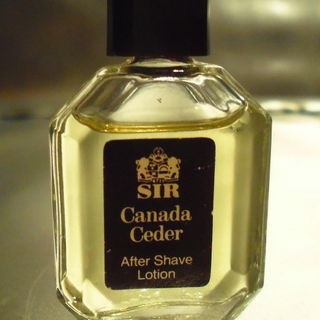 SIR
Canada
Ceder
After Shave
Lotion